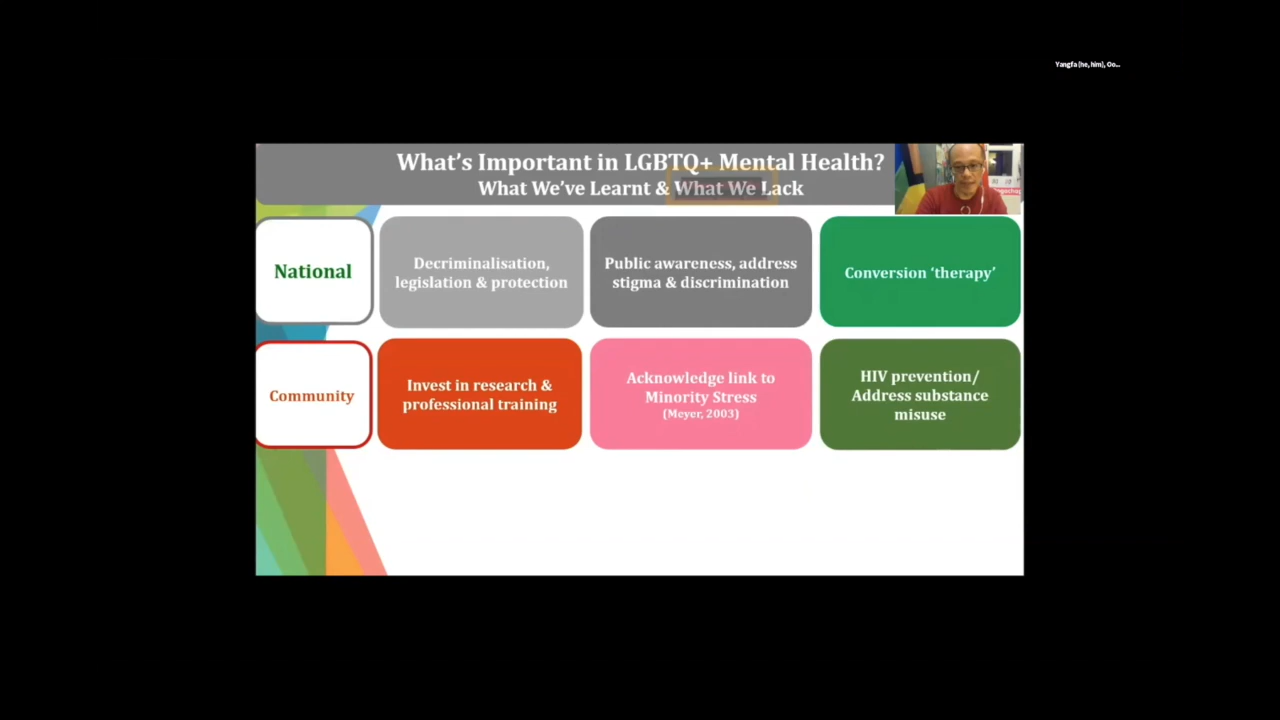 Yangfa (he, him), Oo...
What's Important in LGBTQ+ Mental Health?
What We've Learnt & What We Lack
National
Decriminalisation,
legislation & protection
Public awareness, address
stigma & discrimination
Conversion 'therapy'
Community
Invest in research &
professional training
Acknowledge link to
Minority Stress
(Meyer, 2003)
HIV prevention/
Address substance
misuse